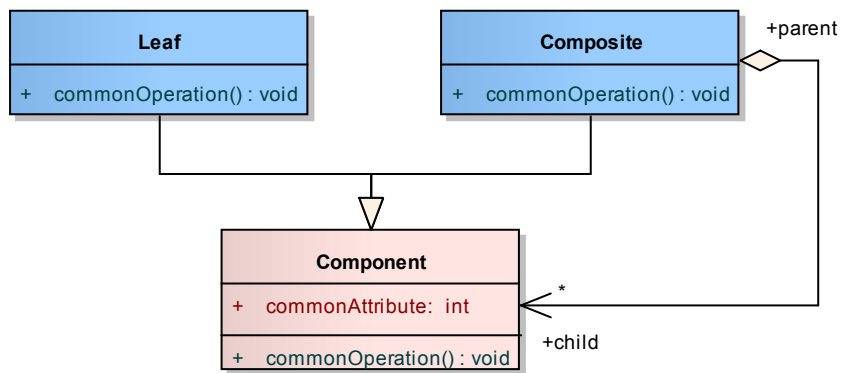 Leaf
+ commonOperation() : void
Composite
+ commonOperation() : void
+parent
Component
+ commonAttribute: int
+ commonOperation() : void
*
+child